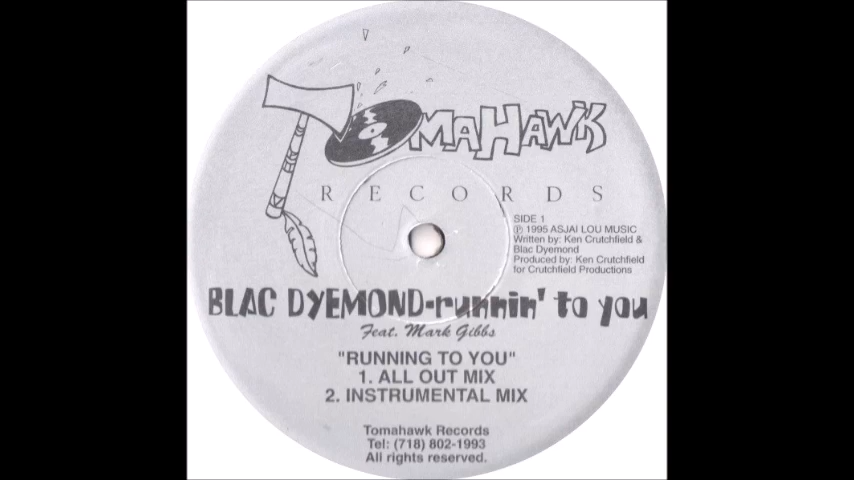 TOMAHAWK
RECORDS
SIDE 1
℗ 1995 ASJAI LOU MUSIC
Written by: Ken Crutchfield &
Blac Dyemond
Produced by: Ken Crutchfield
for Crutchfield Productions
BLAC DYEMOND-runnin' to you
Feat. Mark Gibbs
"RUNNING TO YOU"
1. ALL OUT MIX
2. INSTRUMENTAL MIX
Tomahawk Records
Tel: (718) 802-1993
All rights reserved.